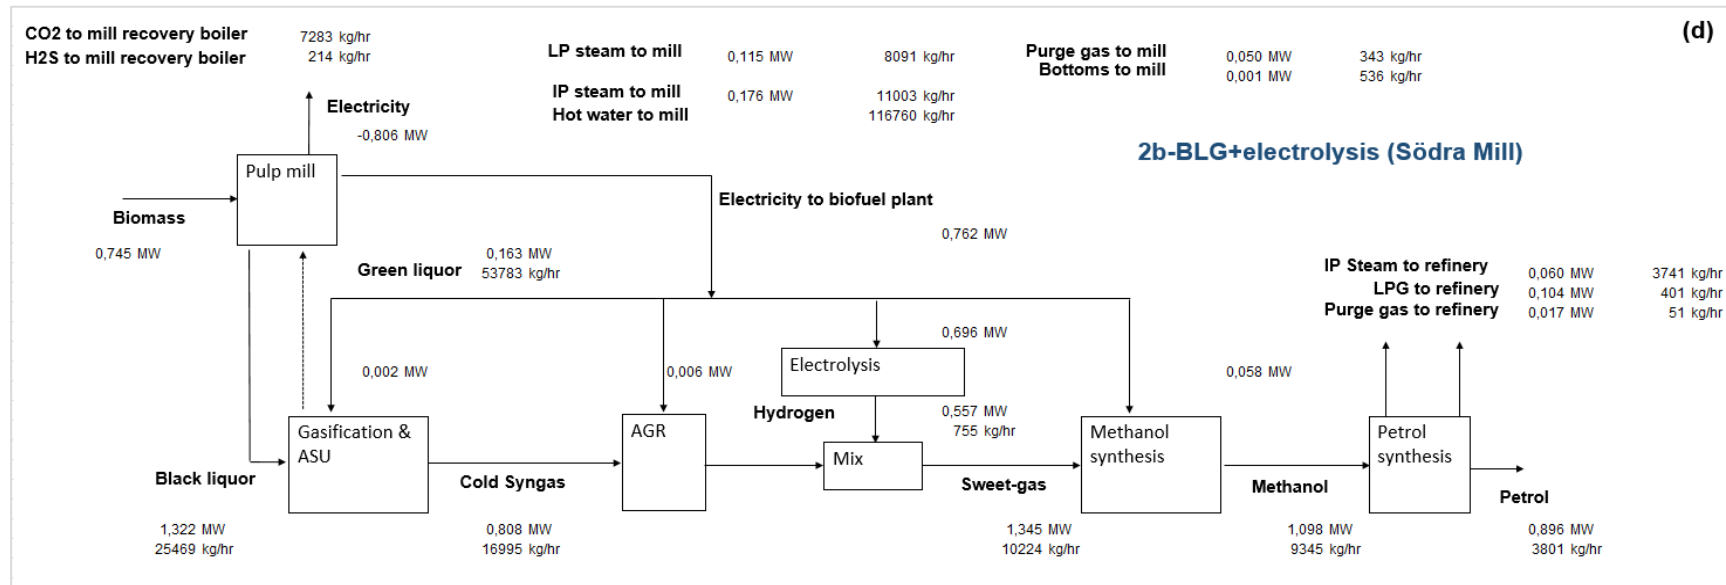 (d)
CO2 to mill recovery boiler 7283 kg/hr
H2S to mill recovery boiler 214 kg/hr
LP steam to mill 0,115 MW 8091 kg/hr
IP steam to mill 0,176 MW 11003 kg/hr
Hot water to mill 116760 kg/hr
Purge gas to mill 0,050 MW 343 kg/hr
Bottoms to mill 0,001 MW 536 kg/hr
Electricity
-0,806 MW
2b-BLG+electrolysis (Södra Mill)
Pulp mill
Biomass
0,745 MW
Electricity to biofuel plant
0,762 MW
Green liquor 0,163 MW
53783 kg/hr
IP Steam to refinery 0,060 MW 3741 kg/hr
LPG to refinery 0,104 MW 401 kg/hr
Purge gas to refinery 0,017 MW 51 kg/hr
0,696 MW
0,002 MW
0,006 MW
Electrolysis
0,058 MW
Hydrogen 0,557 MW
755 kg/hr
Gasification &
ASU
AGR
Mix
Methanol
synthesis
Petrol
synthesis
Black liquor
1,322 MW
25469 kg/hr
Cold Syngas
0,808 MW
16995 kg/hr
Sweet-gas
1,345 MW
10224 kg/hr
Methanol
1,098 MW
9345 kg/hr
Petrol
0,896 MW
3801 kg/hr